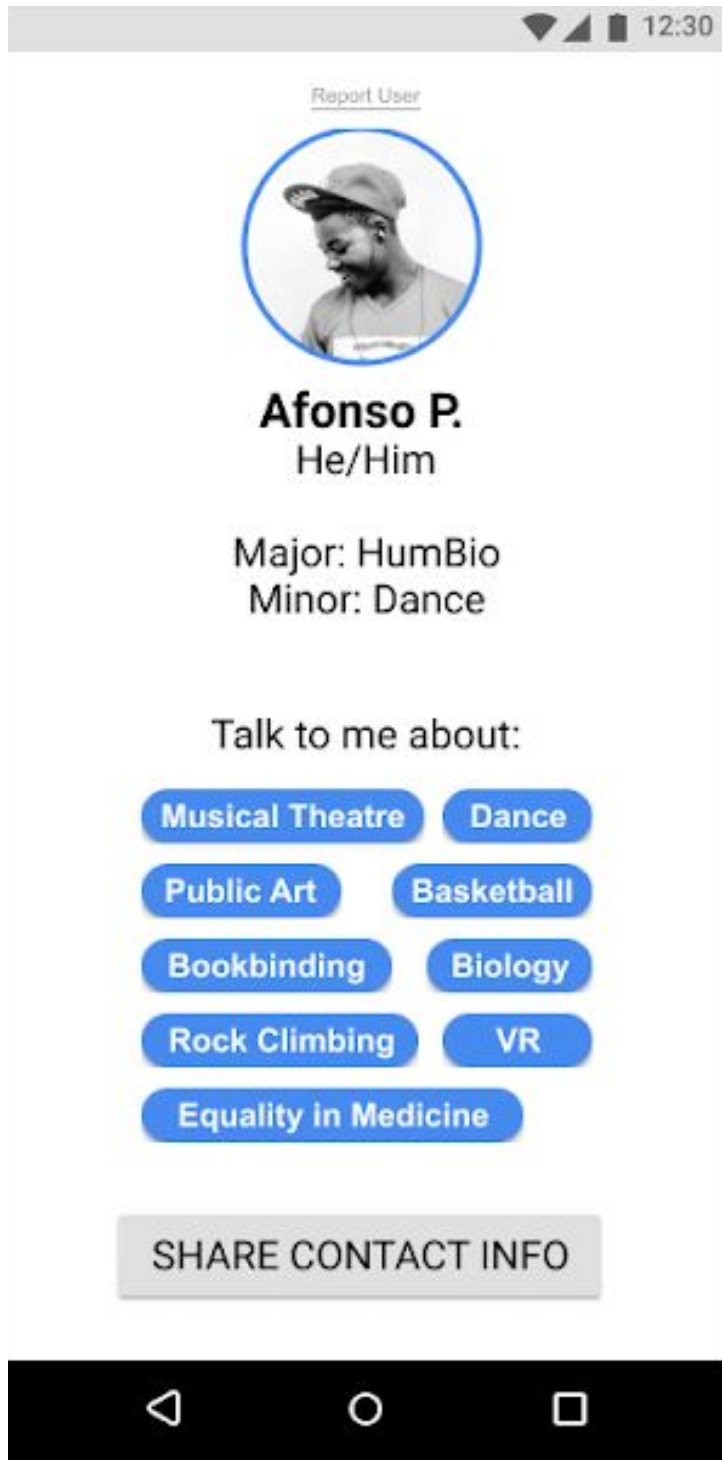 12:30
Report User
Afonso P.
He/Him
Major: HumBio
Minor: Dance
Talk to me about:
Musical Theatre Dance
Public Art Basketball
Bookbinding Biology
Rock Climbing VR
Equality in Medicine
SHARE CONTACT INFO